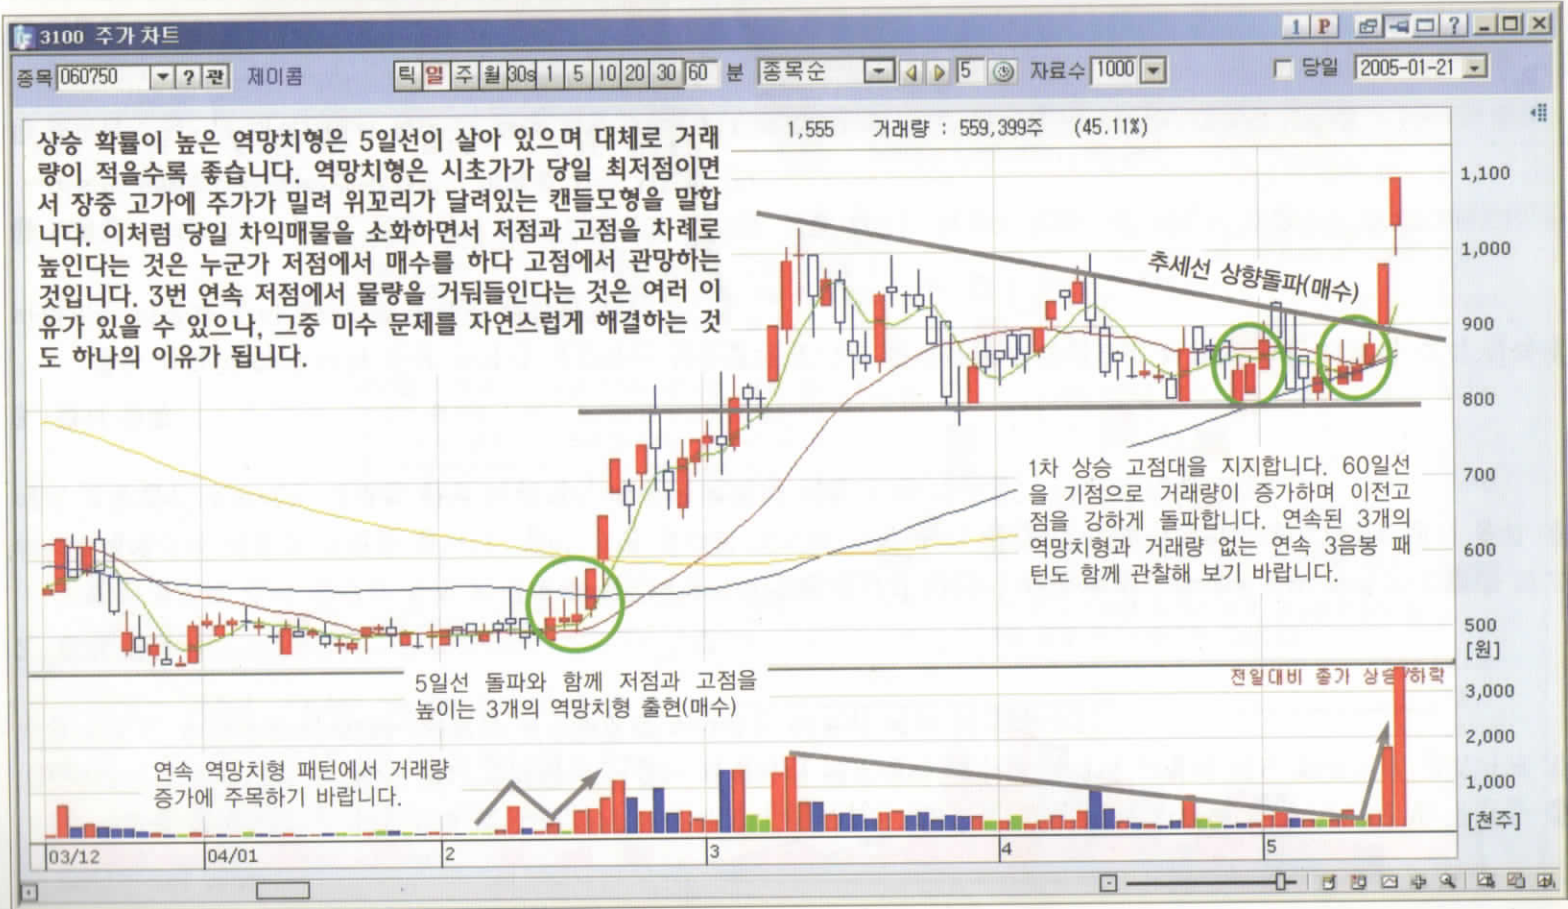 3100 주가차트
1 P ?
종목 060750 ? 관 제이콤 틱 일 주 월 30s 1 5 10 20 30 60 분 종목순 5 자료수 1000 당일 2005-01-21
1,555 거래량 : 559,399주 (45.11%)
상승 확률이 높은 역망치형은 5일선이 살아 있으며 대체로 거래
량이 적을수록 좋습니다. 역망치형은 시초가가 당일 최저점이면
서 장중 고가에 주가가 밀려 위꼬리가 달려있는 캔들모형을 말합
니다. 이처럼 당일 차익매물을 소화하면서 저점과 고점을 차례로
높인다는 것은 누군가 저점에서 매수를 하다 고점에서 관망하는
것입니다. 3번 연속 저점에서 물량을 거둬들인다는 것은 여러 이
유가 있을 수 있으나, 그중 미수 문제를 자연스럽게 해결하는 것
도 하나의 이유가 됩니다.
추세선 상향돌파(매수)
1,100
1,000
900
800
700
600
500
[원]
1차 상승 고점대을 지지합니다. 60일선
을 기점으로 거래량이 증가하며 이전고
점을 강하게 돌파합니다. 연속된 3개의
역망치형과 거래량 없는 연속 3음봉 패
턴도 함께 관찰해 보기 바랍니다.
5일선 돌파와 함께 저점과 고점을
높이는 3개의 역망치형 출현(매수)
전일대비 종가 상승/하락
연속 역망치형 패턴에서 거래량
증가에 주목하기 바랍니다.
3,000
2,000
1,000
[천주]
03/12 04/01 2 3 4 5